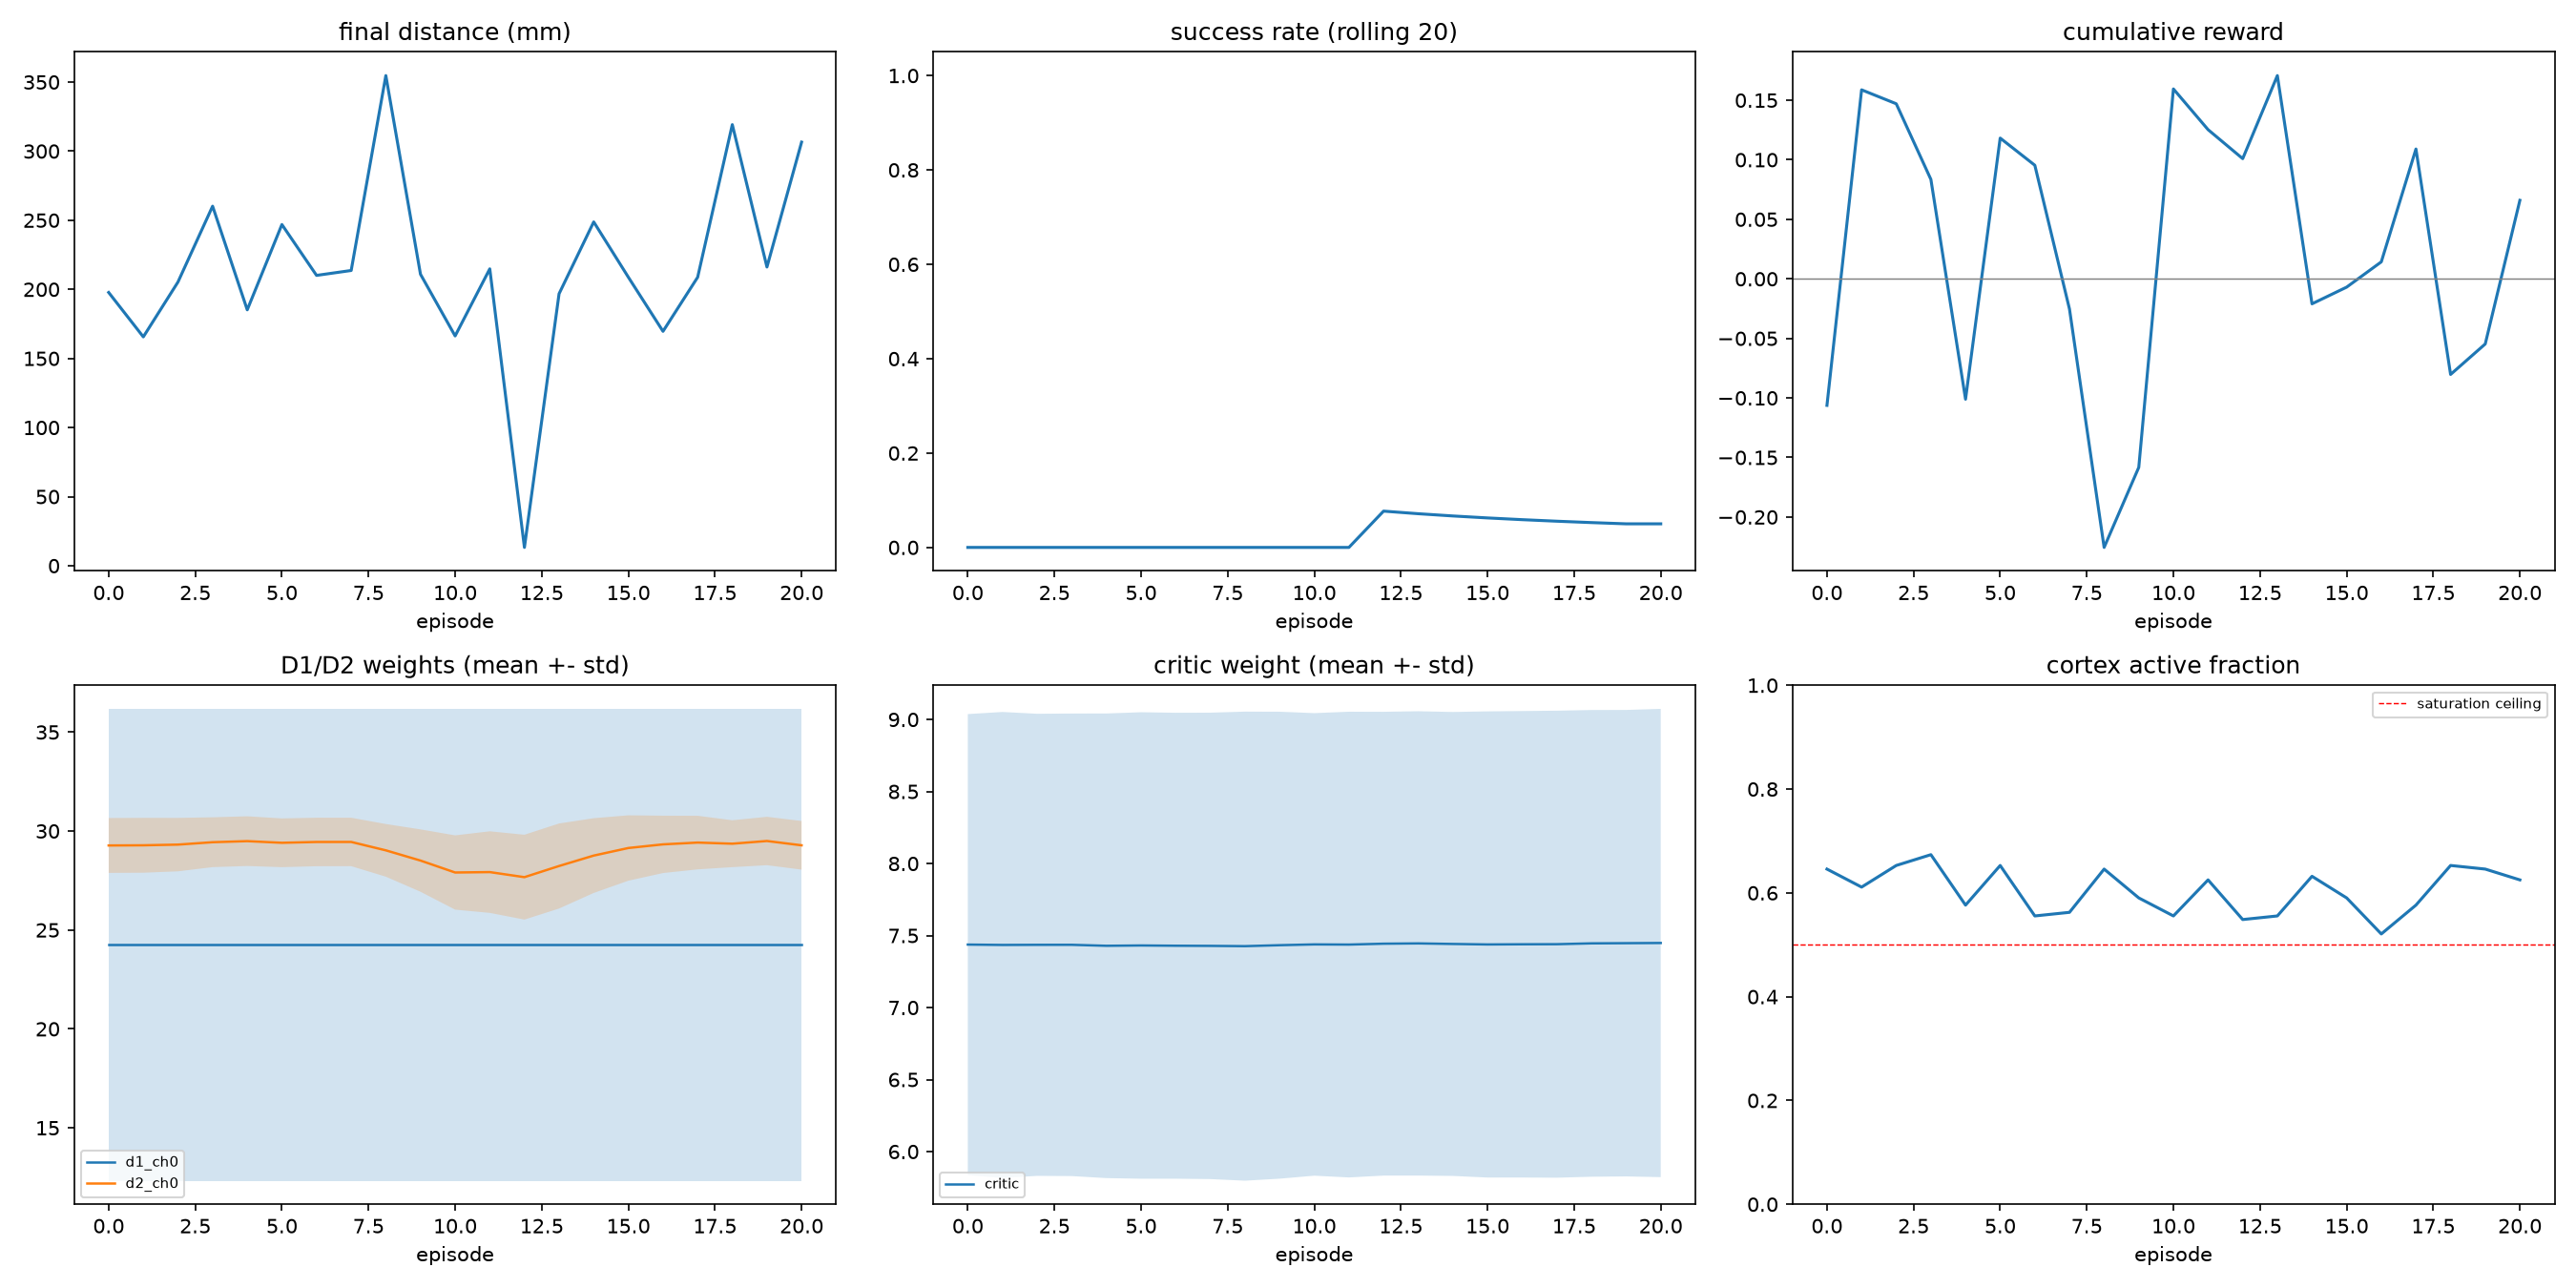 final distance (mm)
350
300
250
200
150
100
50
0
0.0 2.5 5.0 7.5 10.0 12.5 15.0 17.5 20.0
episode
success rate (rolling 20)
1.0
0.8
0.6
0.4
0.2
0.0
0.0 2.5 5.0 7.5 10.0 12.5 15.0 17.5 20.0
episode
cumulative reward
0.15
0.10
0.05
0.00
−0.05
−0.10
−0.15
−0.20
0.0 2.5 5.0 7.5 10.0 12.5 15.0 17.5 20.0
episode
D1/D2 weights (mean +- std)
35
30
25
20
15
d1_ch0
d2_ch0
0.0 2.5 5.0 7.5 10.0 12.5 15.0 17.5 20.0
episode
critic weight (mean +- std)
9.0
8.5
8.0
7.5
7.0
6.5
6.0
critic
0.0 2.5 5.0 7.5 10.0 12.5 15.0 17.5 20.0
episode
cortex active fraction
1.0
saturation ceiling
0.8
0.6
0.4
0.2
0.0
0.0 2.5 5.0 7.5 10.0 12.5 15.0 17.5 20.0
episode